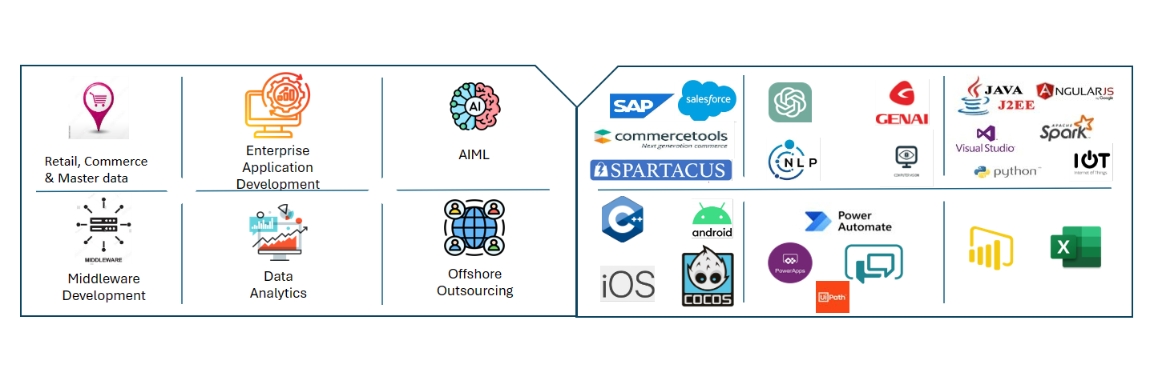 Retail, Commerce
& Master data
Enterprise
Application
Development
AI
AIML
MIDDLEWARE
Middleware
Development
Data
Analytics
Offshore
Outsourcing
SAP
salesforce
commercetools
Next generation commerce
SPARTACUS
GENAI
NLP
COMPUTER VISION
JAVA
J2EE
ANGULARJS
by Google
Visual Studio
APACHE
Spark
python
IOT
Internet of things
C++
android
iOS
COCOS
Power
Automate
PowerApps
UiPath
X